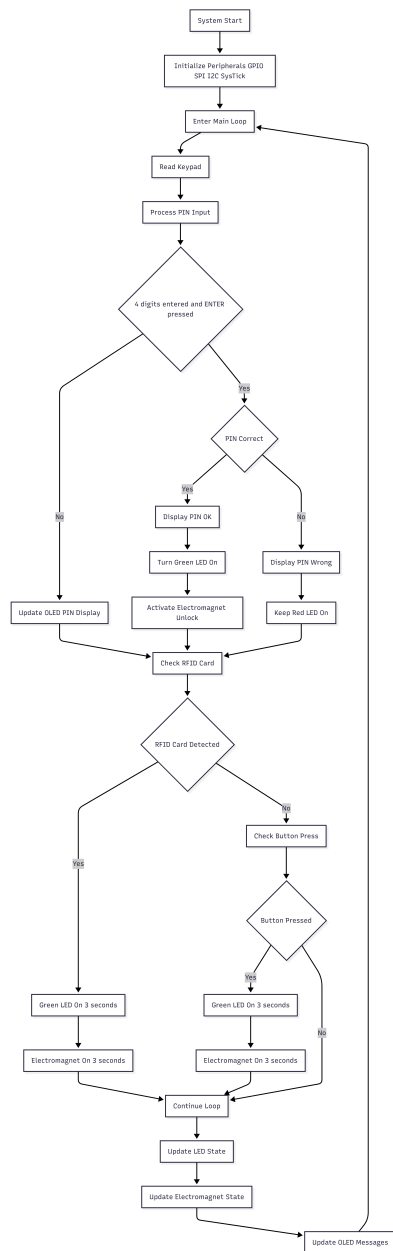 System Start
Initialize Peripherals GPIO
SPI I2C SysTick
Enter Main Loop
Read Keypad
Process PIN Input
4 digits entered and ENTER
pressed
Yes
PIN Correct
Yes
No
No
Display PIN OK
Turn Green LED On
Display PIN Wrong
Update OLED PIN Display
Activate Electromagnet
Unlock
Keep Red LED On
Check RFID Card
RFID Card Detected
No
Check Button Press
Yes
Button Pressed
Yes
No
Green LED On 3 seconds
Green LED On 3 seconds
Electromagnet On 3 seconds
Electromagnet On 3 seconds
Continue Loop
Update LED State
Update Electromagnet State
Update OLED Messages